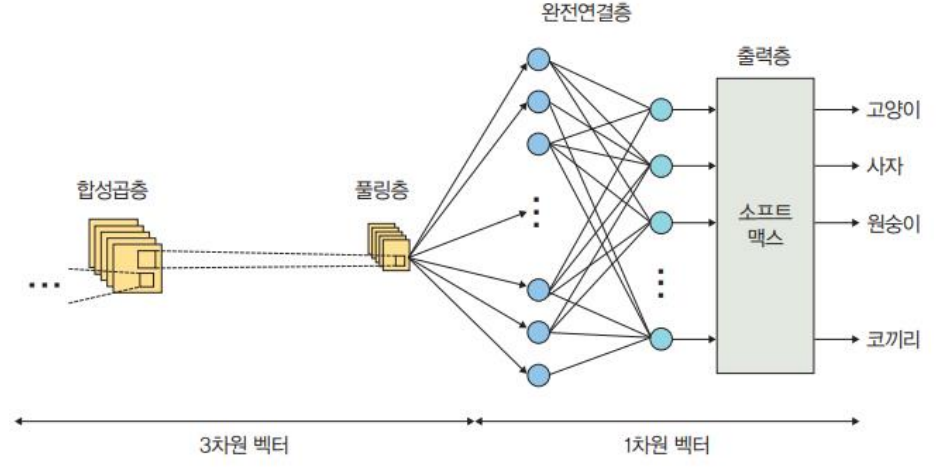 완전연결층
출력층
합성곱층
풀링층
고양이
사자
원숭이
코끼리
소프트
맥스
3차원 벡터
1차원 벡터